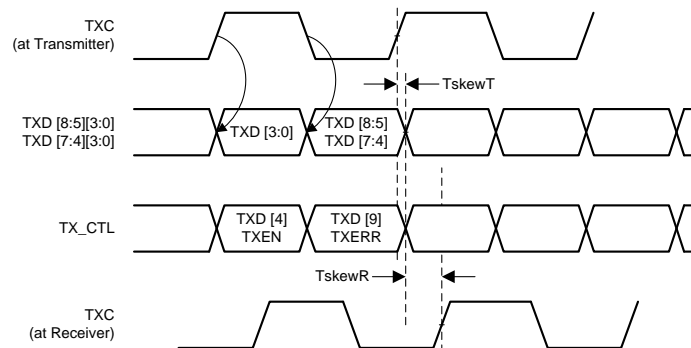 TXC
(at Transmitter)
TskewT
TXD [8:5][3:0]
TXD [7:4][3:0]
TXD [3:0]
TXD [8:5]
TXD [7:4]
TX_CTL
TXD [4]
TXEN
TXD [9]
TXERR
TskewR
TXC
(at Receiver)